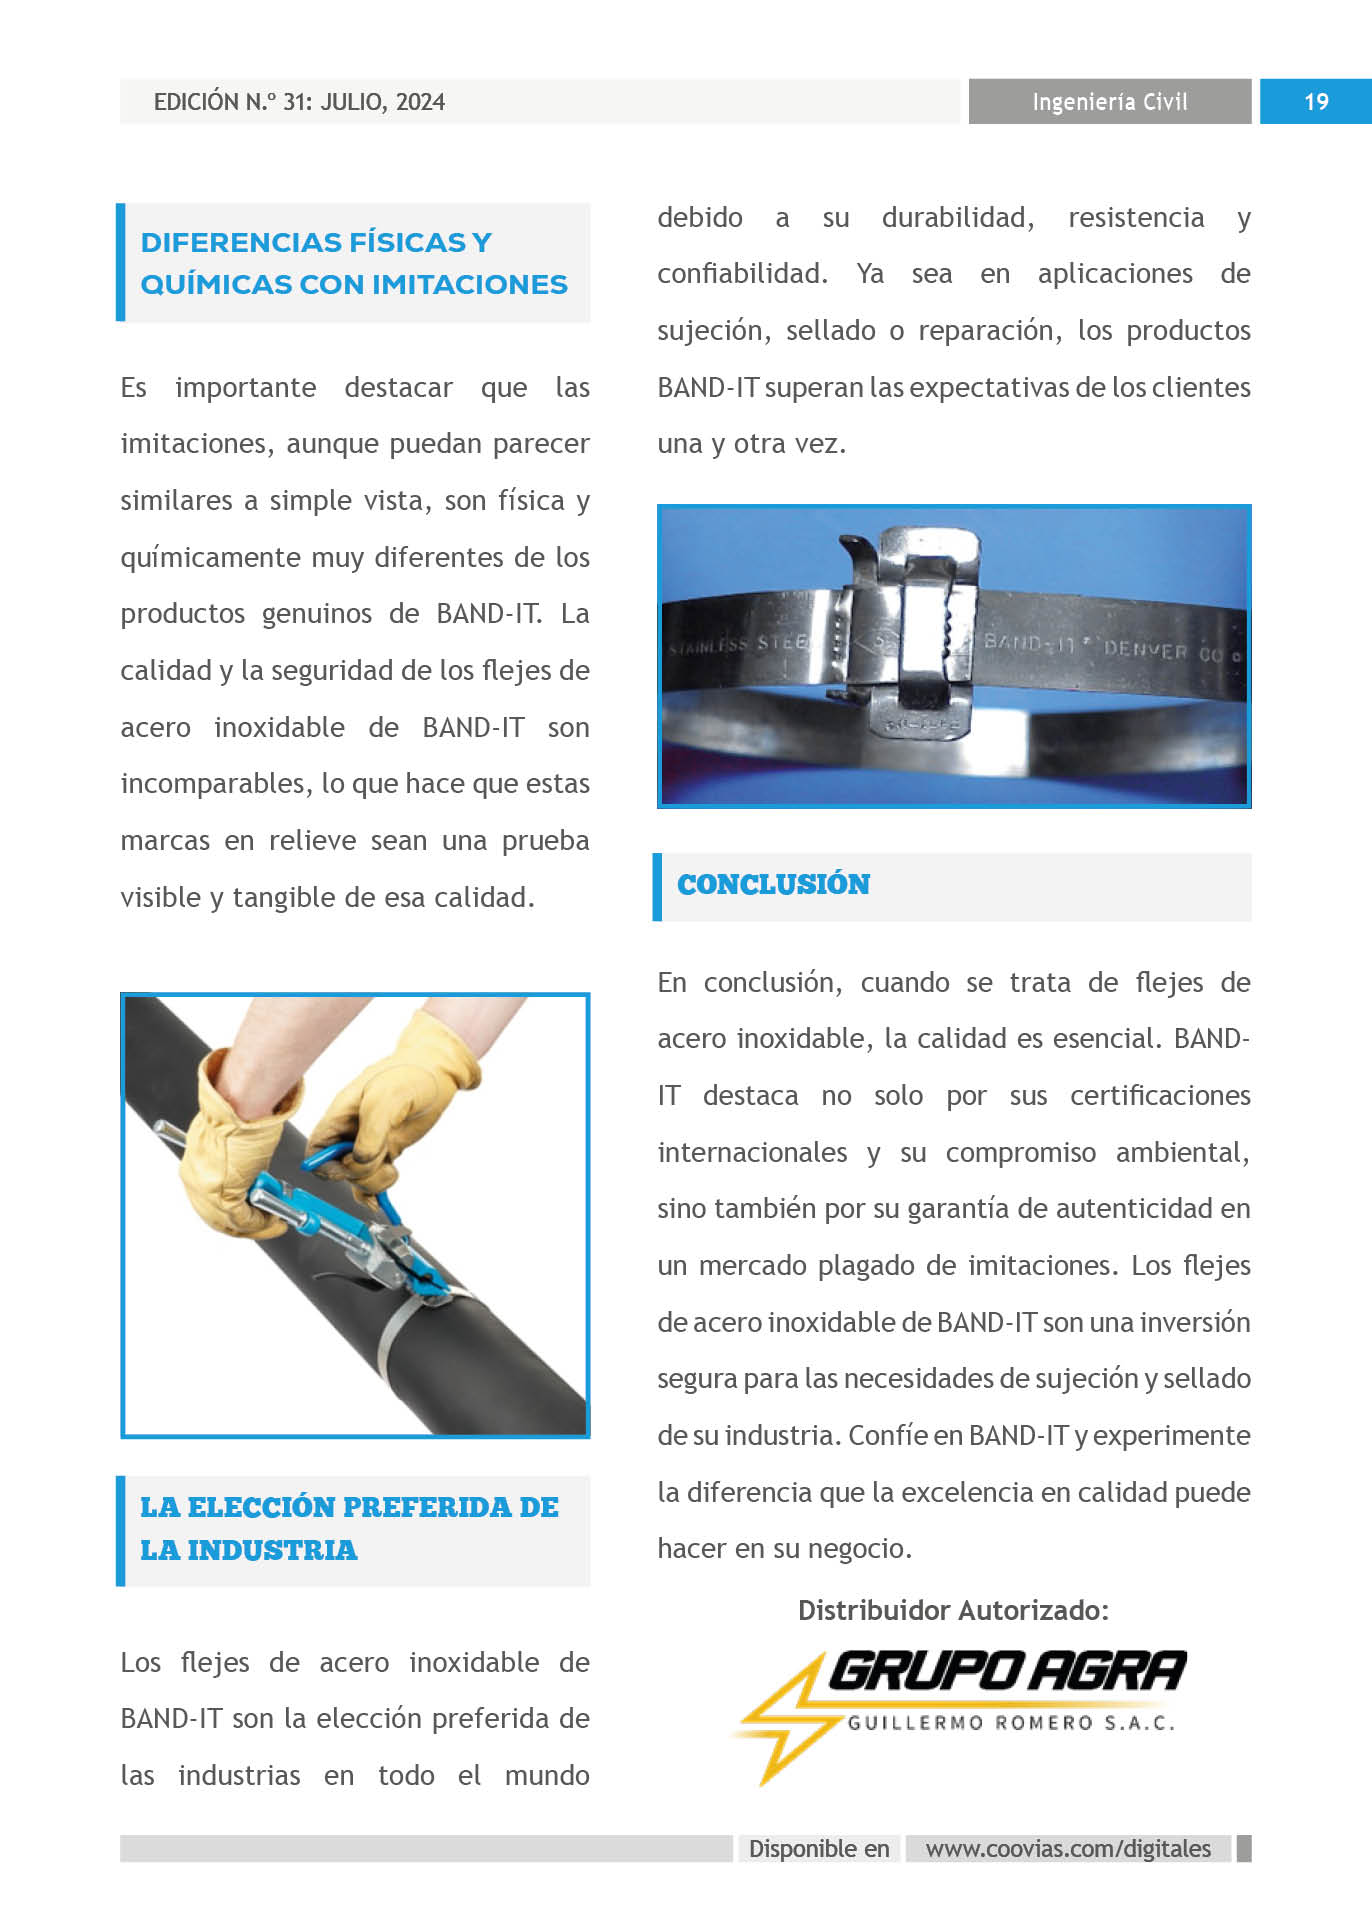 EDICIÓN N.º 31: JULIO, 2024
Ingeniería Civil
19
DIFERENCIAS FÍSICAS Y
QUÍMICAS CON IMITACIONES
Es importante destacar que las
imitaciones, aunque puedan parecer
similares a simple vista, son física y
químicamente muy diferentes de los
productos genuinos de BAND-IT. La
calidad y la seguridad de los flejes de
acero inoxidable de BAND-IT son
incomparables, lo que hace que estas
marcas en relieve sean una prueba
visible y tangible de esa calidad.
LA ELECCIÓN PREFERIDA DE
LA INDUSTRIA
Los flejes de acero inoxidable de
BAND-IT son la elección preferida de
las industrias en todo el mundo
debido a su durabilidad, resistencia y
confiabilidad. Ya sea en aplicaciones de
sujeción, sellado o reparación, los productos
BAND-IT superan las expectativas de los clientes
una y otra vez.
STAINLESS STEEL
BAND-IT® DENVER CO
CONCLUSIÓN
En conclusión, cuando se trata de flejes de
acero inoxidable, la calidad es esencial. BAND-
IT destaca no solo por sus certificaciones
internacionales y su compromiso ambiental,
sino también por su garantía de autenticidad en
un mercado plagado de imitaciones. Los flejes
de acero inoxidable de BAND-IT son una inversión
segura para las necesidades de sujeción y sellado
de su industria. Confíe en BAND-IT y experimente
la diferencia que la excelencia en calidad puede
hacer en su negocio.
Distribuidor Autorizado:
GRUPO AGRA
GUILLERMO ROMERO S.A.C.
Disponible en
www.coovias.com/digitales